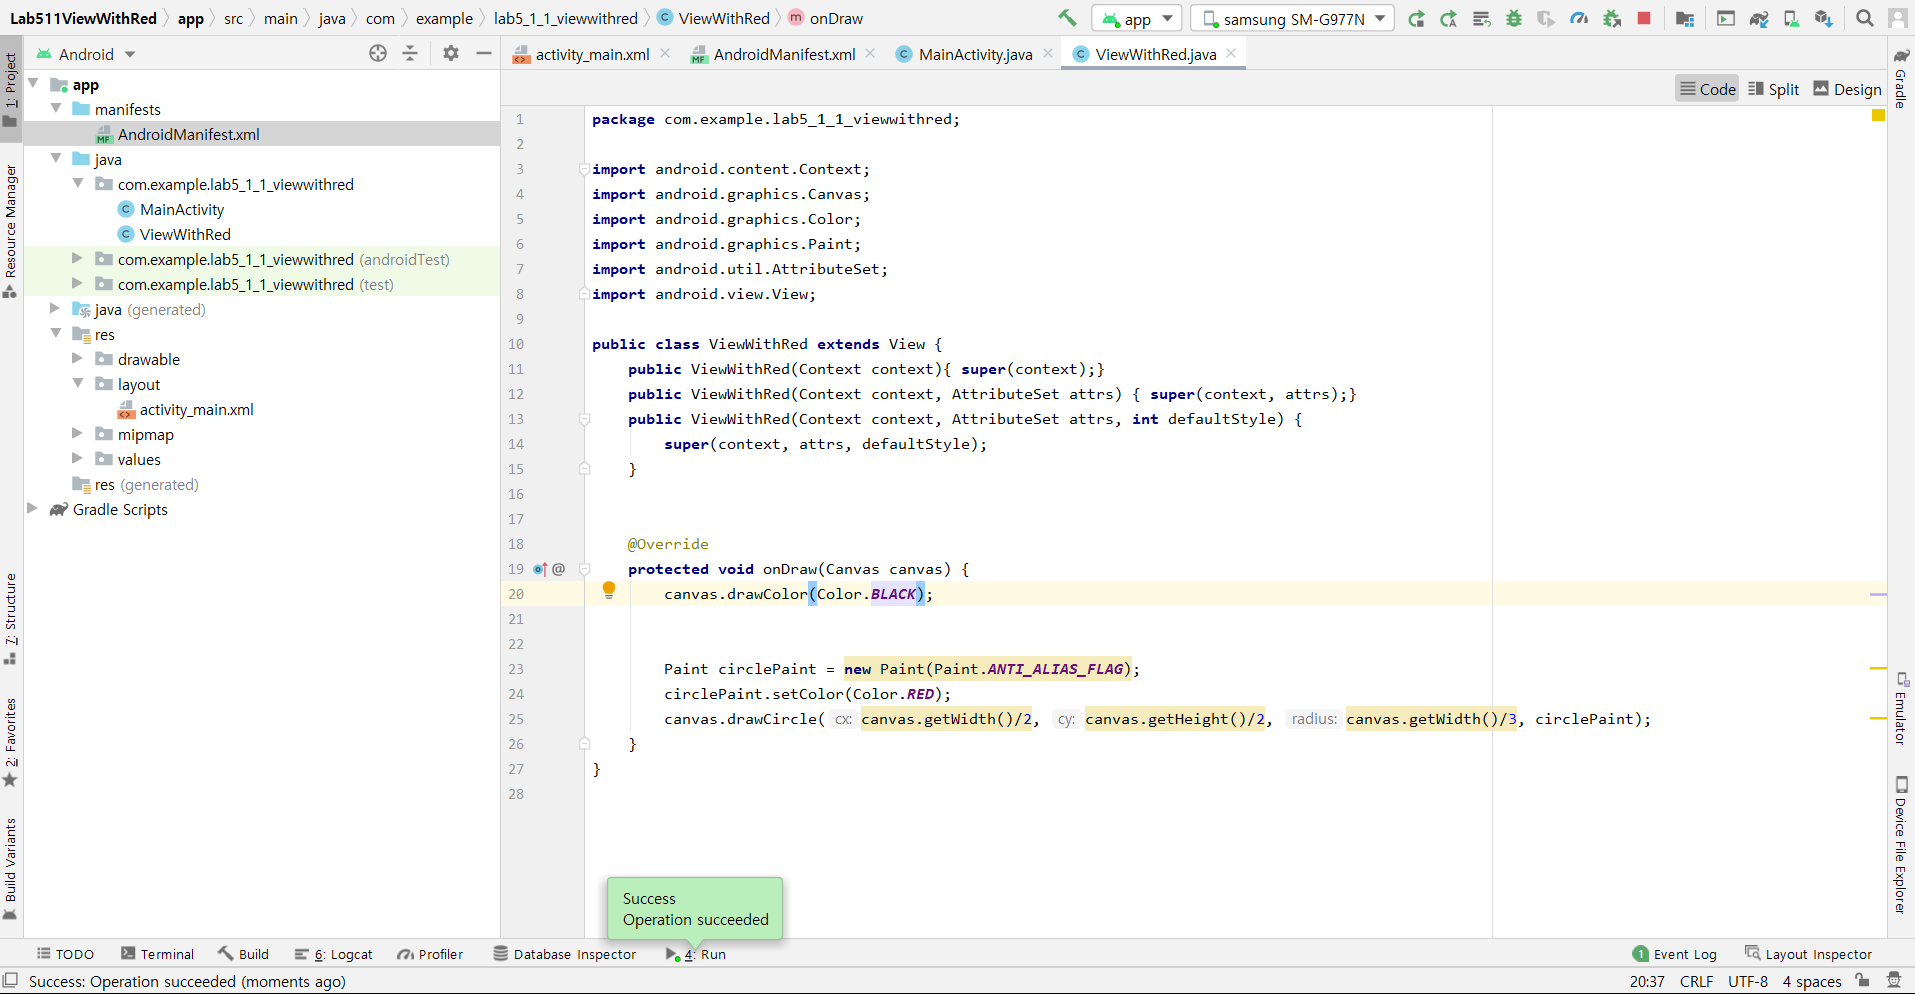 Lab511ViewWithRed app src main java com example lab5_1_1_viewwithred C ViewWithRed m onDraw app samsung SM-G977N
Android activity_main.xml AndroidManifest.xml C MainActivity.java C ViewWithRed.java
Code Split Design
1: Project
Resource Manager
7: Structure
2: Favorites
Build Variants
app
manifests
AndroidManifest.xml
java
com.example.lab5_1_1_viewwithred
C MainActivity
C ViewWithRed
com.example.lab5_1_1_viewwithred (androidTest)
com.example.lab5_1_1_viewwithred (test)
java (generated)
res
drawable
layout
activity_main.xml
mipmap
values
res (generated)
Gradle Scripts
1 package com.example.lab5_1_1_viewwithred;
2
3 import android.content.Context;
4 import android.graphics.Canvas;
5 import android.graphics.Color;
6 import android.graphics.Paint;
7 import android.util.AttributeSet;
8 import android.view.View;
9
10 public class ViewWithRed extends View {
11 public ViewWithRed(Context context){ super(context);}
12 public ViewWithRed(Context context, AttributeSet attrs) { super(context, attrs);}
13 public ViewWithRed(Context context, AttributeSet attrs, int defaultStyle) {
14 super(context, attrs, defaultStyle);
15 }
16
17
18 @Override
19 @ protected void onDraw(Canvas canvas) {
20 canvas.drawColor(Color.BLACK);
21
22
23 Paint circlePaint = new Paint(Paint.ANTI_ALIAS_FLAG);
24 circlePaint.setColor(Color.RED);
25 canvas.drawCircle( cx: canvas.getWidth()/2, cy: canvas.getHeight()/2, radius: canvas.getWidth()/3, circlePaint);
26 }
27 }
28
Gradle
Emulator
Device File Explorer
Success
Operation succeeded
TODO Terminal Build 6: Logcat Profiler Database Inspector 4: Run 1 Event Log Layout Inspector
Success: Operation succeeded (moments ago) 20:37 CRLF UTF-8 4 spaces